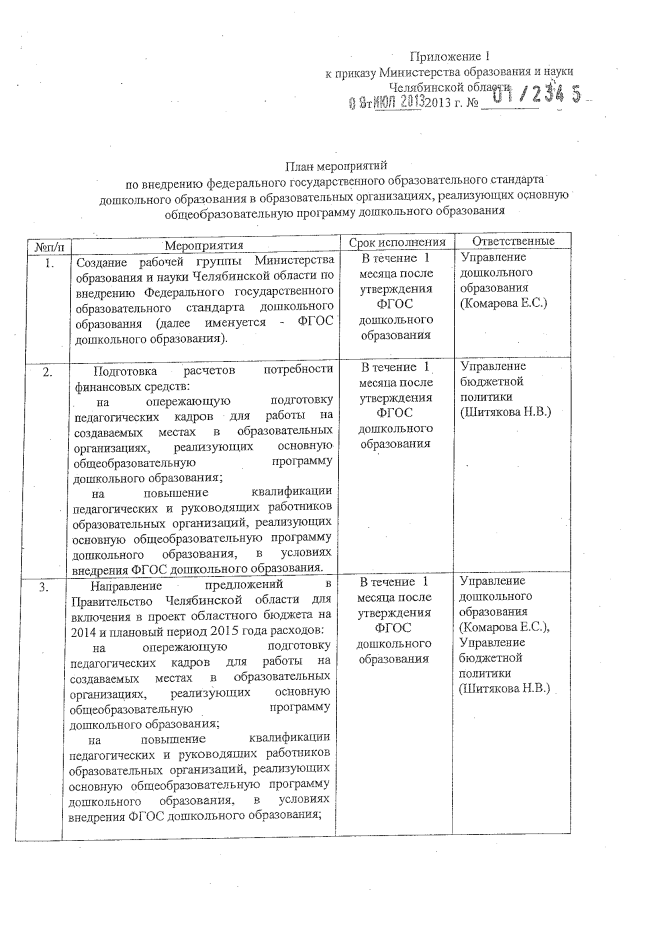 Приложение 1
к приказу Министерства образования и науки
Челябинской области
от ИЮЛ 2013 2013 г. № 01/2345
План мероприятий
по внедрению федерального государственного образовательного стандарта
дошкольного образования в образовательных организациях, реализующих основную
общеобразовательную программу дошкольного образования
№п/п
Мероприятия
Срок исполнения
Ответственные
1.
Создание рабочей группы Министерства
образования и науки Челябинской области по
внедрению Федерального государственного
образовательного стандарта дошкольного
образования (далее именуется - ФГОС
дошкольного образования).
В течение 1
месяца после
утверждения
ФГОС
дошкольного
образования
Управление
дошкольного
образования
(Комарова Е.С.)
2.
Подготовка расчетов потребности
финансовых средств:
на опережающую подготовку
педагогических кадров для работы на
создаваемых местах в образовательных
организациях, реализующих основную
общеобразовательную программу
дошкольного образования;
на повышение квалификации
педагогических и руководящих работников
образовательных организаций, реализующих
основную общеобразовательную программу
дошкольного образования, в условиях
внедрения ФГОС дошкольного образования.
В течение 1
месяца после
утверждения
ФГОС
дошкольного
образования
Управление
бюджетной
политики
(Шитякова Н.В.)
3.
Направление предложений в
Правительство Челябинской области для
включения в проект областного бюджета на
2014 и плановый период 2015 года расходов:
на опережающую подготовку
педагогических кадров для работы на
создаваемых местах в образовательных
организациях, реализующих основную
общеобразовательную программу
дошкольного образования;
на повышение квалификации
педагогических и руководящих работников
образовательных организаций, реализующих
основную общеобразовательную программу
дошкольного образования, в условиях
внедрения ФГОС дошкольного образования;
В течение 1
месяца после
утверждения
ФГОС
дошкольного
образования
Управление
дошкольного
образования
(Комарова Е.С.),
Управление
бюджетной
политики
(Шитякова Н.В.)